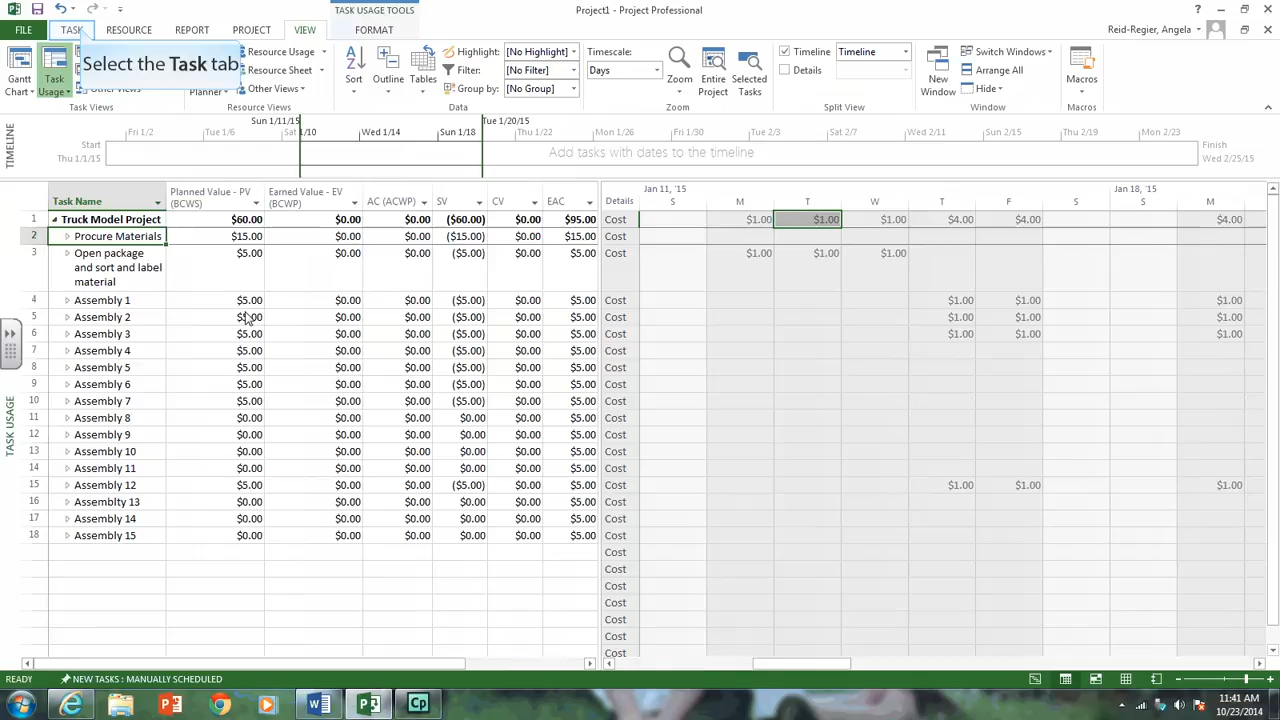 TASK USAGE TOOLS
Project1 - Project Professional
FILE TASK RESOURCE REPORT PROJECT VIEW FORMAT
Reid-Regier, Angela
Select the Task tab
Gantt Chart
Task Usage
Planner
Resource Usage
Resource Sheet
Other Views
Sort
Outline
Tables
Highlight: [No Highlight]
Filter: [No Filter]
Group by: [No Group]
Timescale:
Days
Zoom
Entire Project
Selected Tasks
Timeline Timeline
Details
New Window
Switch Windows
Arrange All
Hide
Macros
Task Views Resource Views Data Zoom Split View Window Macros
TIMELINE
Sun 1/11/15 Tue 1/20/15
Fri 1/2 Tue 1/6 Sat 1/10 Wed 1/14 Sun 1/18 Thu 1/22 Mon 1/26 Fri 1/30 Tue 2/3 Sat 2/7 Wed 2/11 Sun 2/15 Thu 2/19 Mon 2/23
Start
Thu 1/1/15
Add tasks with dates to the timeline
Finish
Wed 2/25/15
TASK USAGE
Task Name Planned Value - PV (BCWS) Earned Value - EV (BCWP) AC (ACWP) SV CV EAC Details
Jan 11, '15 Jan 18, '15
S M T W T F S S M
1 Truck Model Project $60.00 $0.00 $0.00 ($60.00) $0.00 $95.00 Cost $1.00 $1.00 $1.00 $4.00 $4.00 $4.00
2 Procure Materials $15.00 $0.00 $0.00 ($15.00) $0.00 $15.00 Cost
3 Open package $5.00 $0.00 $0.00 ($5.00) $0.00 $5.00 Cost $1.00 $1.00 $1.00
and sort and label
material
4 Assembly 1 $5.00 $0.00 $0.00 ($5.00) $0.00 $5.00 Cost $1.00 $1.00 $1.00
5 Assembly 2 $0.00 $0.00 ($5.00) $0.00 $5.00 Cost $1.00 $1.00 $1.00
6 Assembly 3 $5.00 $0.00 $0.00 ($5.00) $0.00 $5.00 Cost $1.00 $1.00 $1.00
7 Assembly 4 $5.00 $0.00 $0.00 ($5.00) $0.00 $5.00 Cost
8 Assembly 5 $5.00 $0.00 $0.00 ($5.00) $0.00 $5.00 Cost
9 Assembly 6 $5.00 $0.00 $0.00 ($5.00) $0.00 $5.00 Cost
10 Assembly 7 $5.00 $0.00 $0.00 ($5.00) $0.00 $5.00 Cost
11 Assembly 8 $0.00 $0.00 $0.00 $0.00 $0.00 $5.00 Cost
12 Assembly 9 $0.00 $0.00 $0.00 $0.00 $0.00 $5.00 Cost
13 Assembly 10 $0.00 $0.00 $0.00 $0.00 $0.00 $5.00 Cost
14 Assembly 11 $0.00 $0.00 $0.00 $0.00 $0.00 $5.00 Cost
15 Assembly 12 $5.00 $0.00 $0.00 ($5.00) $0.00 $5.00 Cost $1.00 $1.00 $1.00
16 Assemblty 13 $0.00 $0.00 $0.00 $0.00 $0.00 $5.00 Cost
17 Assembly 14 $0.00 $0.00 $0.00 $0.00 $0.00 $5.00 Cost
18 Assembly 15 $0.00 $0.00 $0.00 $0.00 $0.00 $5.00 Cost
Cost
Cost
Cost
Cost
Cost
Cost
Cost
READY NEW TASKS : MANUALLY SCHEDULED
11:41 AM
10/23/2014